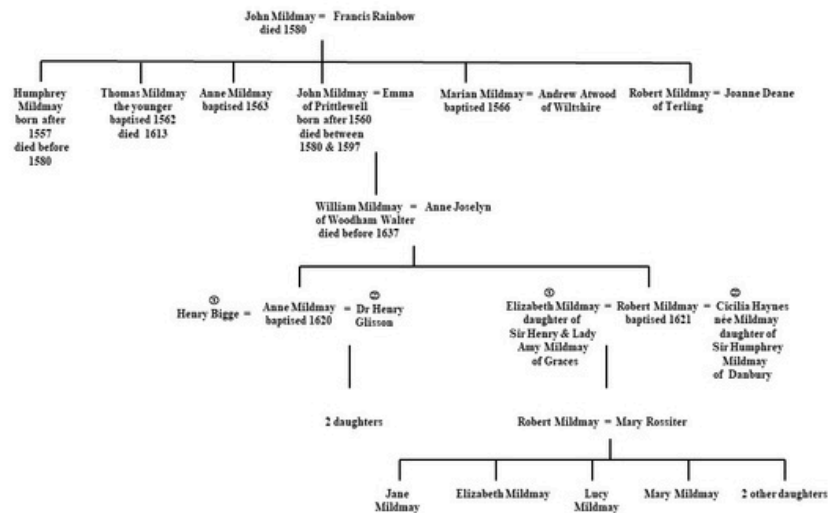 John Mildmay = Francis Rainbow
died 1580
Humphrey
Mildmay
born after
1557
died before
1580
Thomas Mildmay
the younger
baptised 1562
died 1613
Anne Mildmay
baptised 1563
John Mildmay = Emma
of Prittlewell
born after 1560
died between
1580 & 1597
Marian Mildmay = Andrew Atwood
baptised 1566 of Wiltshire
Robert Mildmay = Joanne Deane
of Terling
William Mildmay = Anne Joselyn
of Woodham Walter
died before 1637
①
Henry Bigge =
Anne Mildmay
baptised 1620
②
= Dr Henry
Glisson
①
Elizabeth Mildmay =
daughter of
Sir Henry & Lady
Amy Mildmay
of Graces
Robert Mildmay =
baptised 1621
②
Cicilia Haynes
née Mildmay
daughter of
Sir Humphrey
Mildmay
of Danbury
2 daughters
Robert Mildmay = Mary Rossiter
Jane
Mildmay
Elizabeth Mildmay
Lucy
Mildmay
Mary Mildmay
2 other daughters